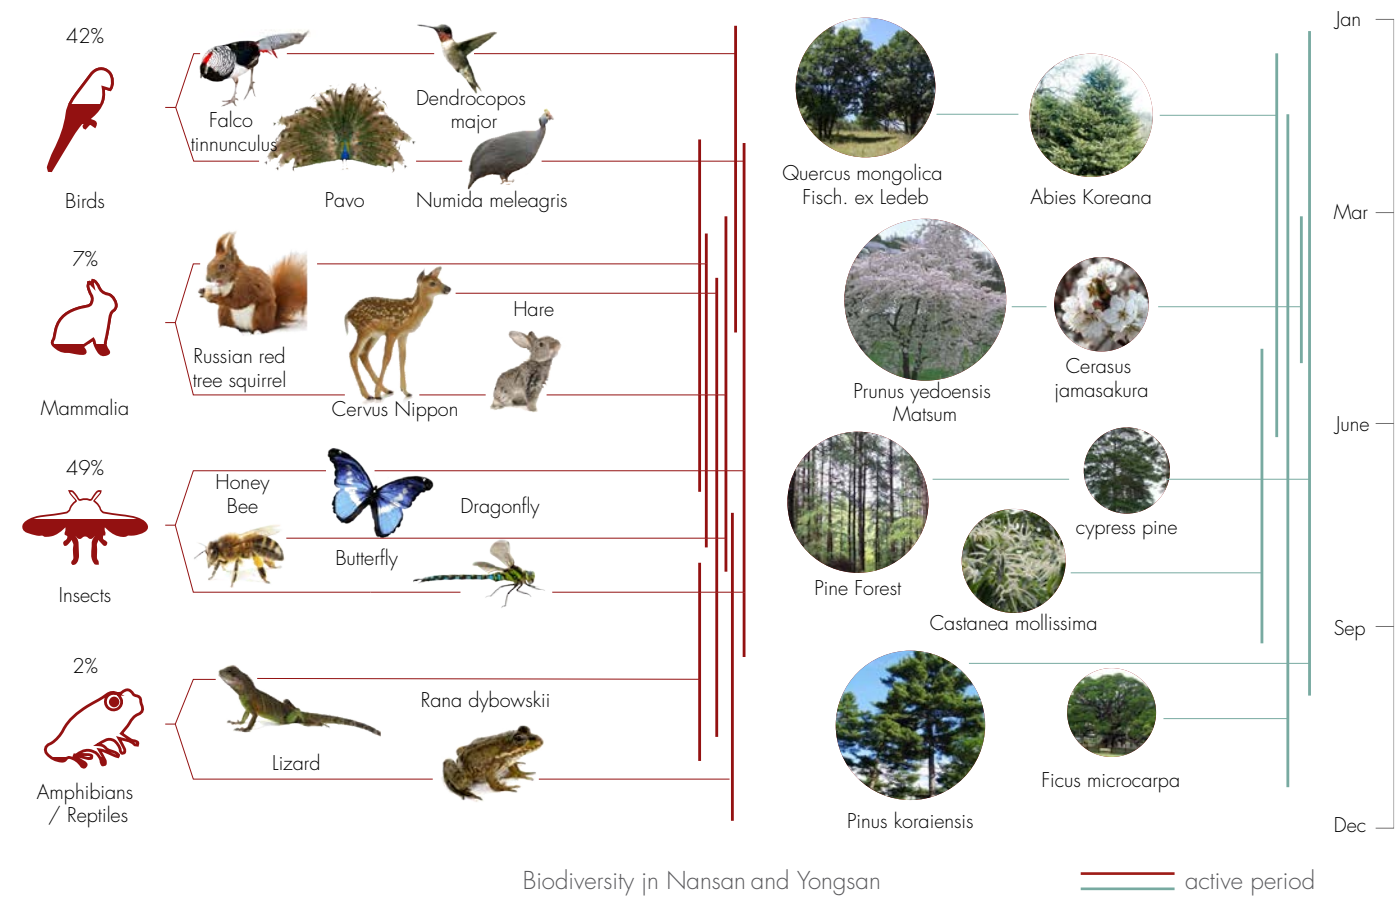 42%
Birds
Falco
tinnunculus
Dendrocopos
major
Pavo
Numida meleagris
7%
Mammalia
Russian red
tree squirrel
Cervus Nippon
Hare
49%
Insects
Honey
Bee
Butterfly
Dragonfly
2%
Amphibians
/ Reptiles
Lizard
Rana dybowskii
Quercus mongolica
Fisch. ex Ledeb
Abies Koreana
Prunus yedoensis
Matsum
Cerasus
jamasakura
Pine Forest
cypress pine
Castanea mollissima
Pinus koraiensis
Ficus microcarpa
Jan
Mar
June
Sep
Dec
Biodiversity jn Nansan and Yongsan
active period